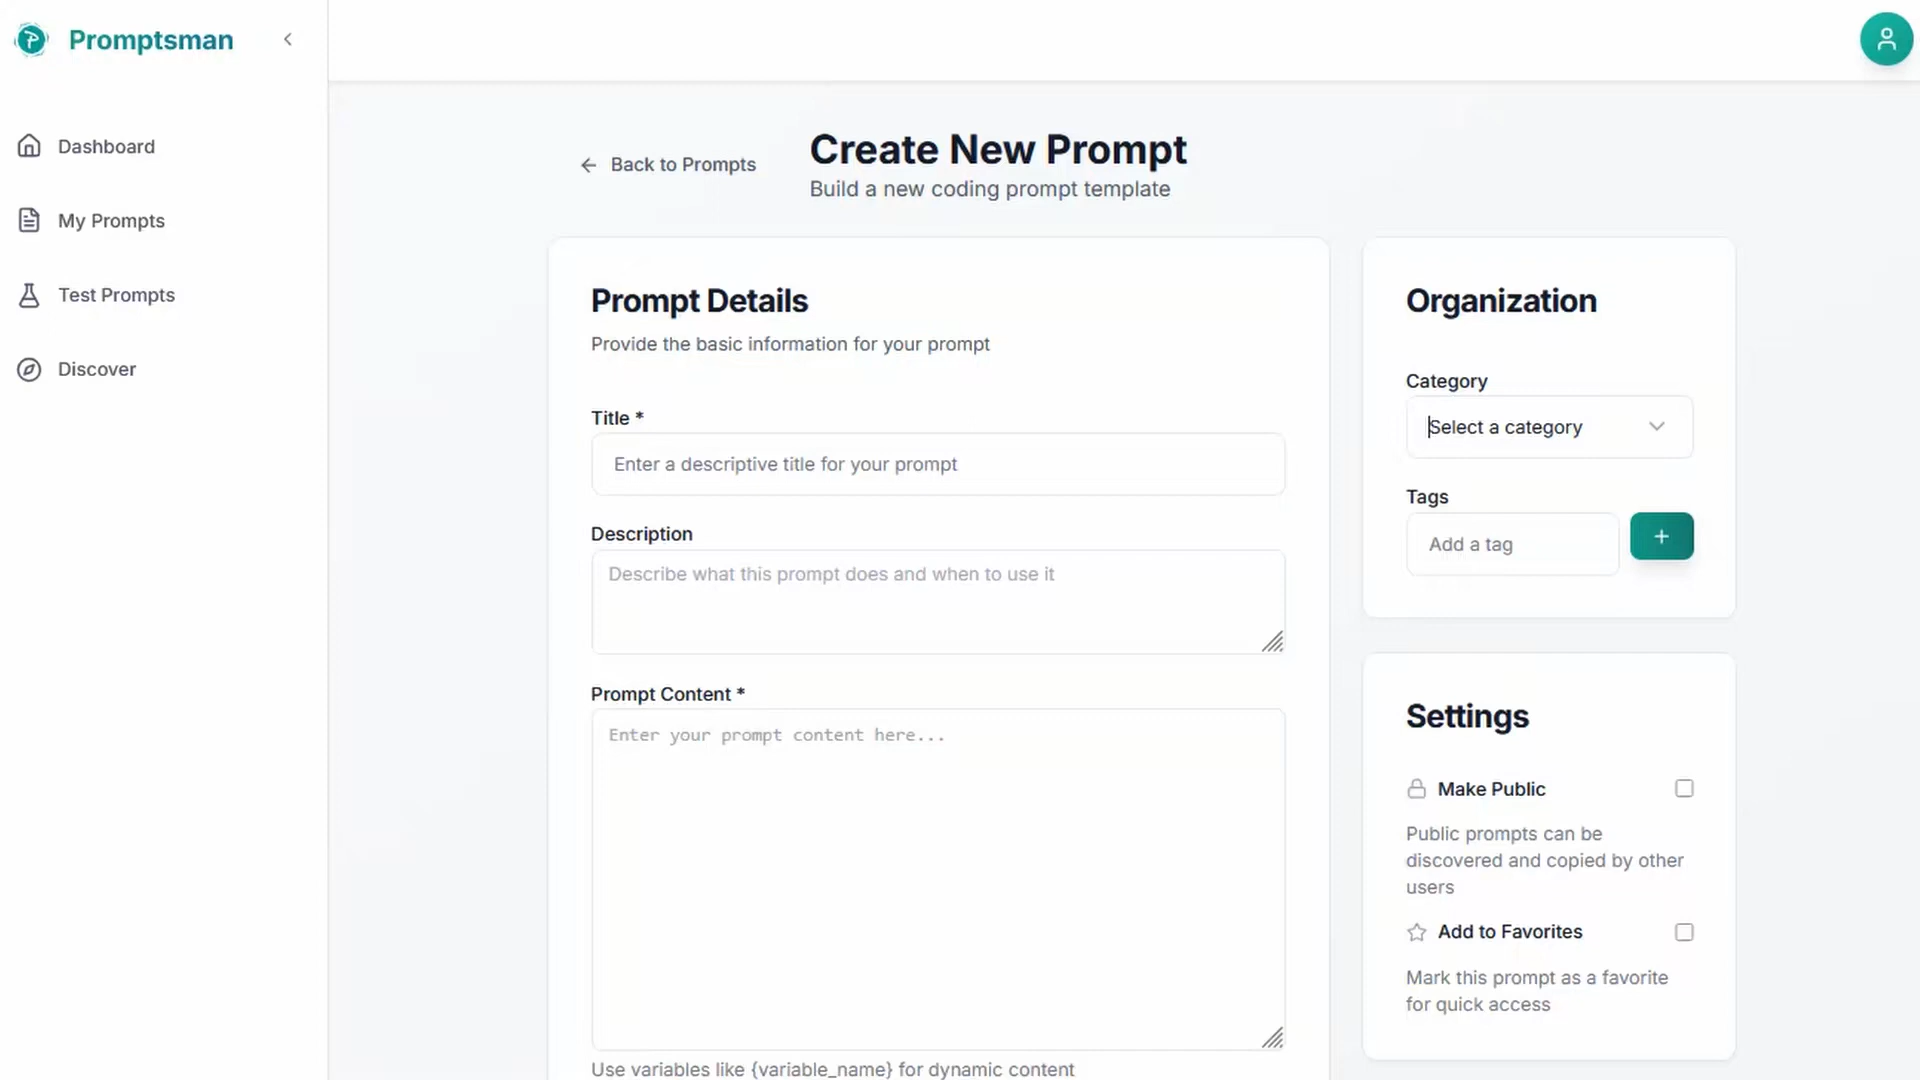 Promptsman
Dashboard
My Prompts
Test Prompts
Discover
Back to Prompts
Create New Prompt
Build a new coding prompt template
Prompt Details
Provide the basic information for your prompt
Title *
Enter a descriptive title for your prompt
Description
Describe what this prompt does and when to use it
Prompt Content *
Enter your prompt content here...
Use variables like {variable_name} for dynamic content
Organization
Category
Select a category
Tags
Add a tag
+
Settings
Make Public
Public prompts can be
discovered and copied by other
users
Add to Favorites
Mark this prompt as a favorite
for quick access